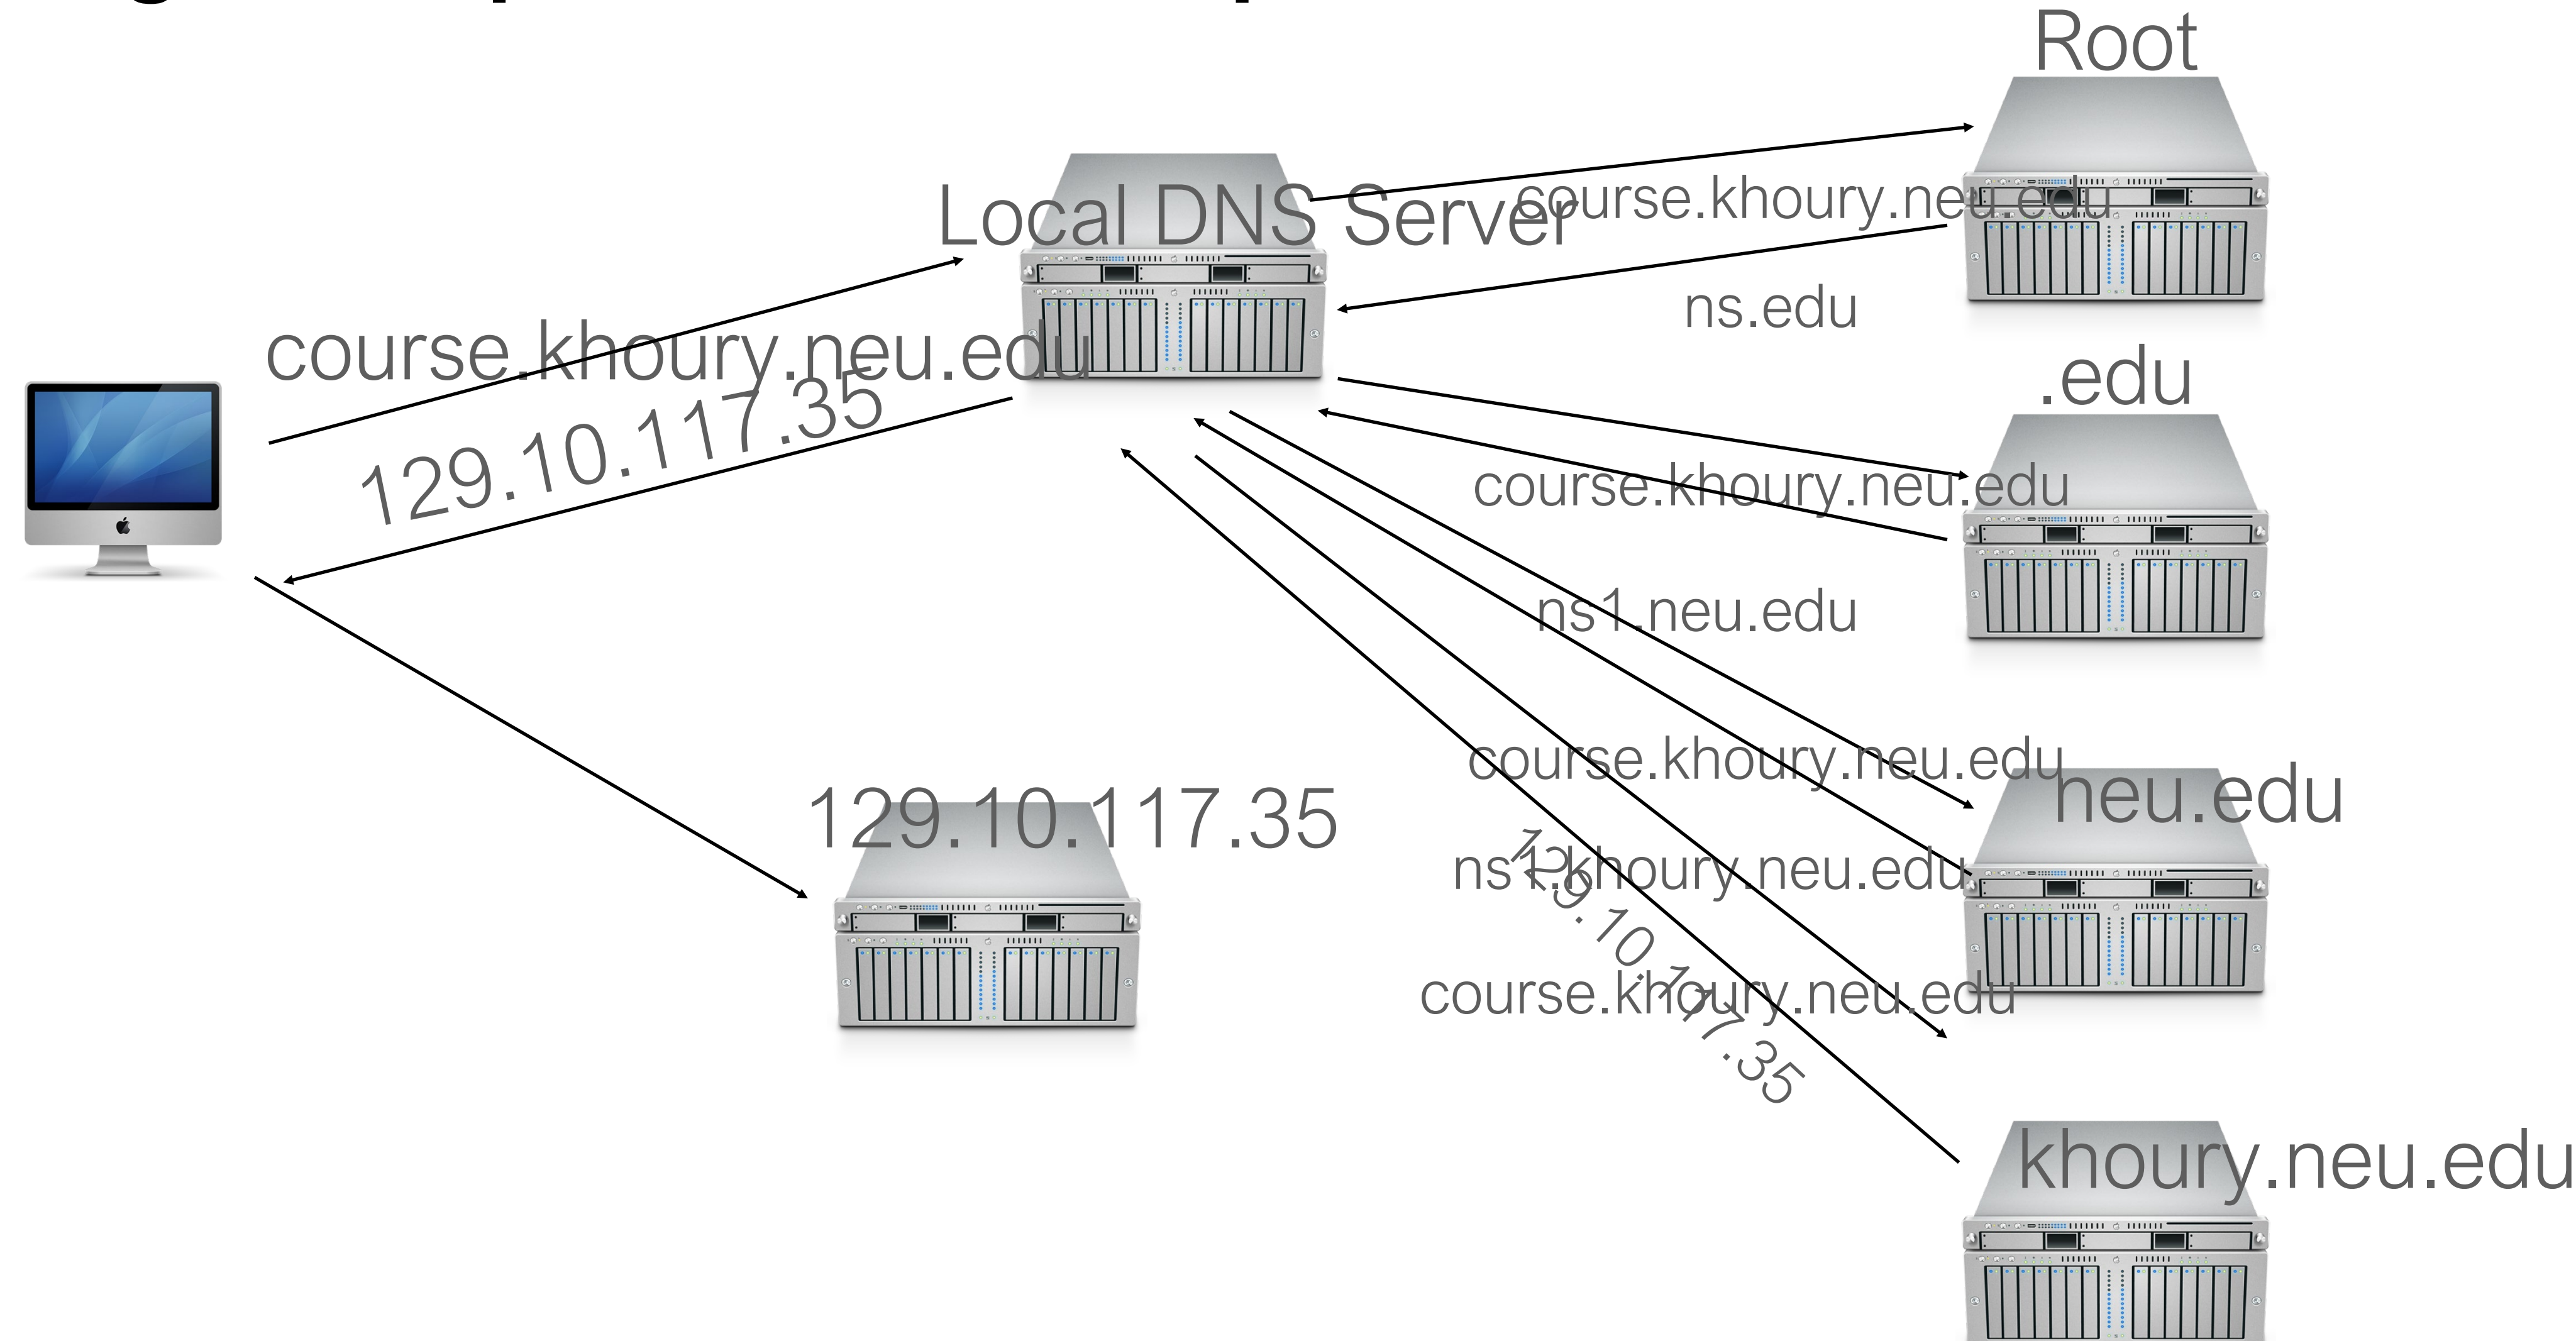 Root
Local DNS Server
course.khoury.neu.edu
ns.edu
course.khoury.neu.edu
129.10.117.35
.edu
course.khoury.neu.edu
ns1.neu.edu
course.khoury.neu.edu
neu.edu
129.10.117.35
ns1.khoury.neu.edu
129.10.117.35
course.khoury.neu.edu
khoury.neu.edu